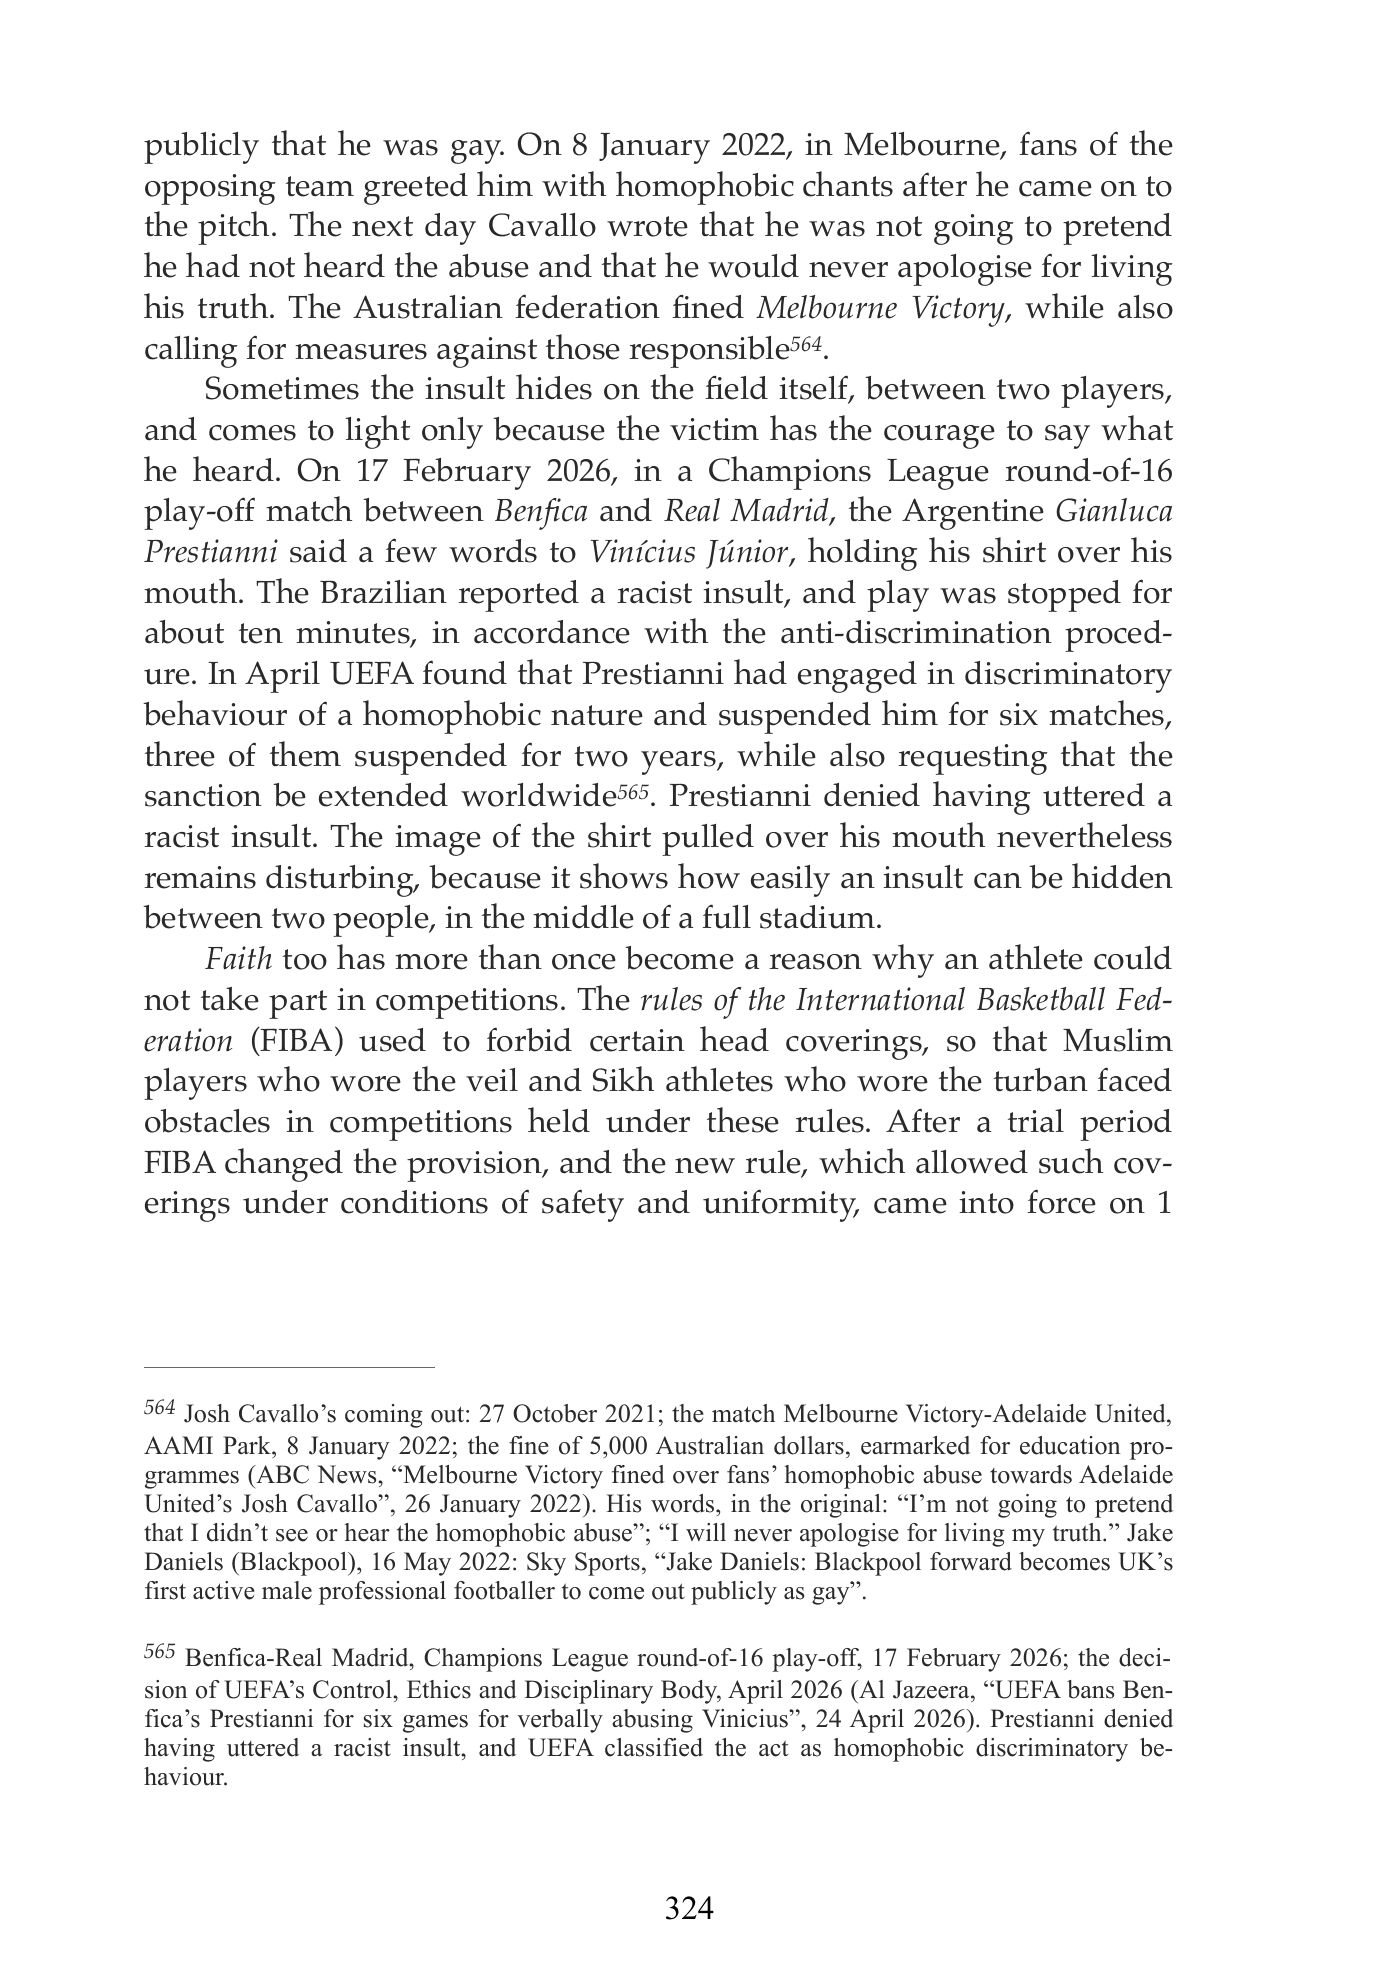 publicly that he was gay. On 8 January 2022, in Melbourne, fans of the
opposing team greeted him with homophobic chants after he came on to
the pitch. The next day Cavallo wrote that he was not going to pretend
he had not heard the abuse and that he would never apologise for living
his truth. The Australian federation fined Melbourne Victory, while also
calling for measures against those responsible564.
Sometimes the insult hides on the field itself, between two players,
and comes to light only because the victim has the courage to say what
he heard. On 17 February 2026, in a Champions League round-of-16
play-off match between Benfica and Real Madrid, the Argentine Gianluca
Prestianni said a few words to Vinícius Júnior, holding his shirt over his
mouth. The Brazilian reported a racist insult, and play was stopped for
about ten minutes, in accordance with the anti-discrimination proced-
ure. In April UEFA found that Prestianni had engaged in discriminatory
behaviour of a homophobic nature and suspended him for six matches,
three of them suspended for two years, while also requesting that the
sanction be extended worldwide565. Prestianni denied having uttered a
racist insult. The image of the shirt pulled over his mouth nevertheless
remains disturbing, because it shows how easily an insult can be hidden
between two people, in the middle of a full stadium.
Faith too has more than once become a reason why an athlete could
not take part in competitions. The rules of the International Basketball Fed-
eration (FIBA) used to forbid certain head coverings, so that Muslim
players who wore the veil and Sikh athletes who wore the turban faced
obstacles in competitions held under these rules. After a trial period
FIBA changed the provision, and the new rule, which allowed such cov-
erings under conditions of safety and uniformity, came into force on 1
564 Josh Cavallo’s coming out: 27 October 2021; the match Melbourne Victory-Adelaide United,
AAMI Park, 8 January 2022; the fine of 5,000 Australian dollars, earmarked for education pro-
grammes (ABC News, “Melbourne Victory fined over fans’ homophobic abuse towards Adelaide
United’s Josh Cavallo”, 26 January 2022). His words, in the original: “I’m not going to pretend
that I didn’t see or hear the homophobic abuse”; “I will never apologise for living my truth.” Jake
Daniels (Blackpool), 16 May 2022: Sky Sports, “Jake Daniels: Blackpool forward becomes UK’s
first active male professional footballer to come out publicly as gay”.
565 Benfica-Real Madrid, Champions League round-of-16 play-off, 17 February 2026; the deci-
sion of UEFA’s Control, Ethics and Disciplinary Body, April 2026 (Al Jazeera, “UEFA bans Ben-
fica’s Prestianni for six games for verbally abusing Vinicius”, 24 April 2026). Prestianni denied
having uttered a racist insult, and UEFA classified the act as homophobic discriminatory be-
haviour.
324